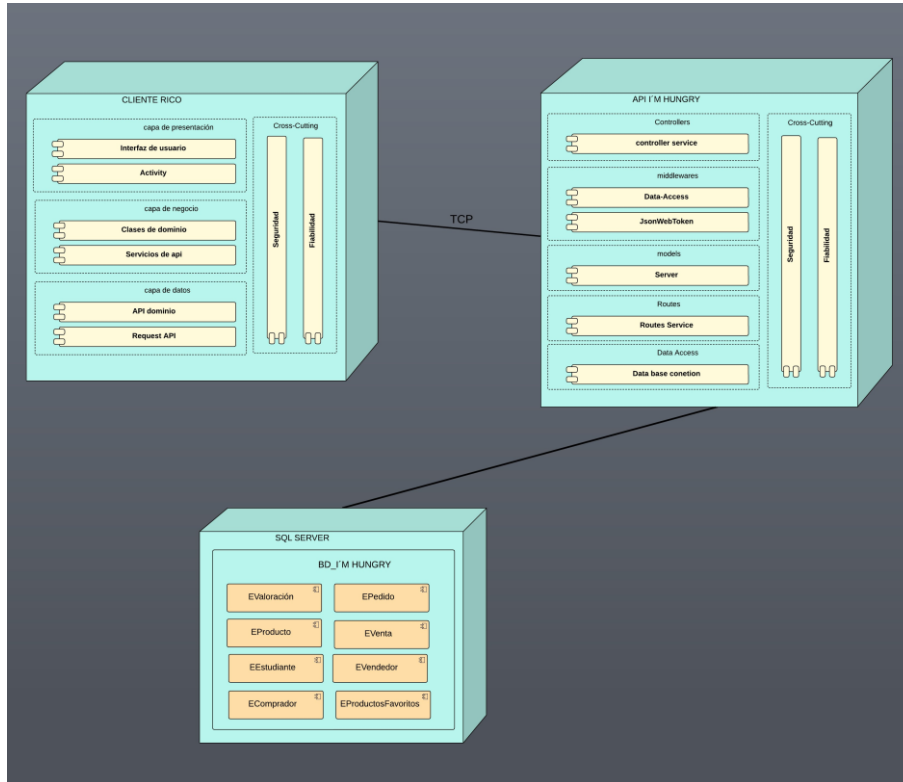 CLIENTE RICO
capa de presentación
Interfaz de usuario
Activity
capa de negocio
Clases de dominio
Servicios de api
capa de datos
API dominio
Request API
Cross-Cutting
Seguridad
Fiabilidad
TCP
API I´M HUNGRY
Controllers
controller service
middlewares
Data-Access
JsonWebToken
models
Server
Routes
Routes Service
Data Access
Data base conetion
Cross-Cutting
Seguridad
Fiabilidad
SQL SERVER
BD_I´M HUNGRY
EValoración
EPedido
EProducto
EVenta
EEstudiante
EVendedor
EComprador
EProductosFavoritos